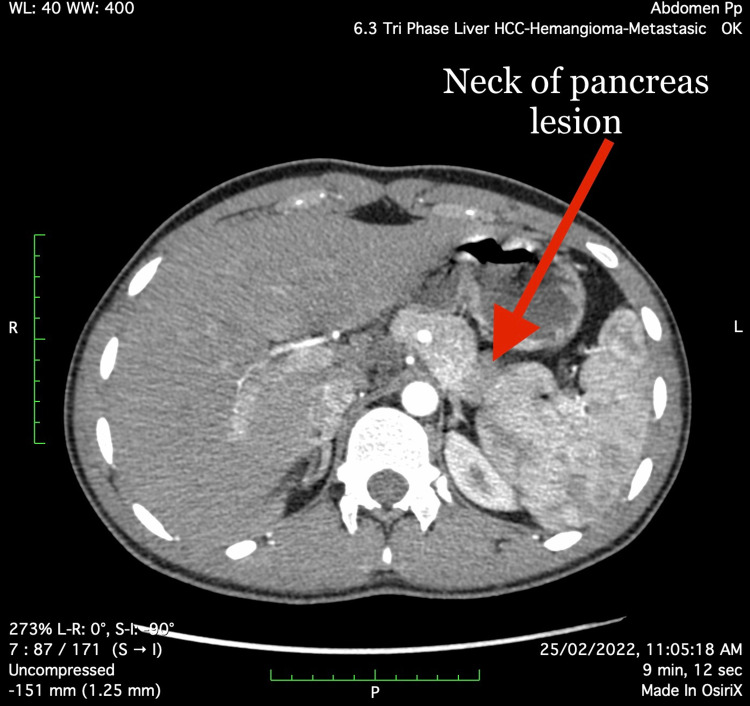 WL: 40 WW: 400
Abdomen Pp
6.3 Tri Phase Liver HCC-Hemangioma-Metastasic OK
Neck of pancreas
lesion
R
L
273% L-R: 0°, S-I: -90°
7 : 87 / 171 (S → I)
Uncompressed
-151 mm (1.25 mm)
P
25/02/2022, 11:05:18 AM
9 min, 12 sec
Made In OsiriX